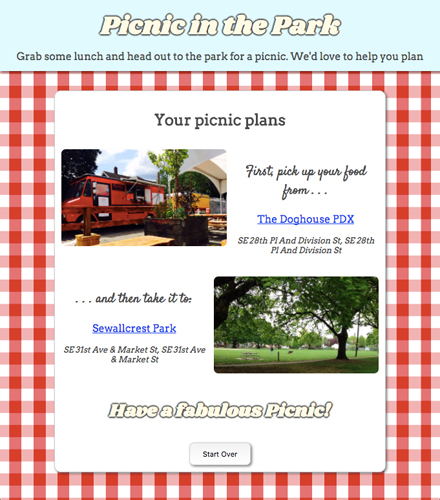 Picnic in the Park
Grab some lunch and head out to the park for a picnic. We'd love to help you plan
Your picnic plans
First, pick up your food
from . . .
The Doghouse PDX
SE 28th Pl And Division St, SE 28th
Pl And Division St
. . . and then take it to:
Sewallcrest Park
SE 31st Ave & Market St, SE 31st Ave
& Market St
Have a fabulous Picnic!
Start Over